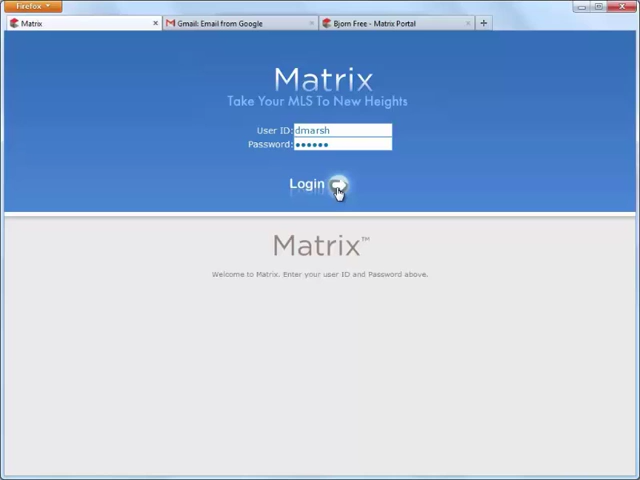 Firefox
Matrix
Gmail: Email from Google
Bjorn Free - Matrix Portal
Matrix
Take Your MLS To New Heights
User ID: dmarsh
Password: ••••••
Login
Matrix™
Welcome to Matrix. Enter your user ID and Password above.